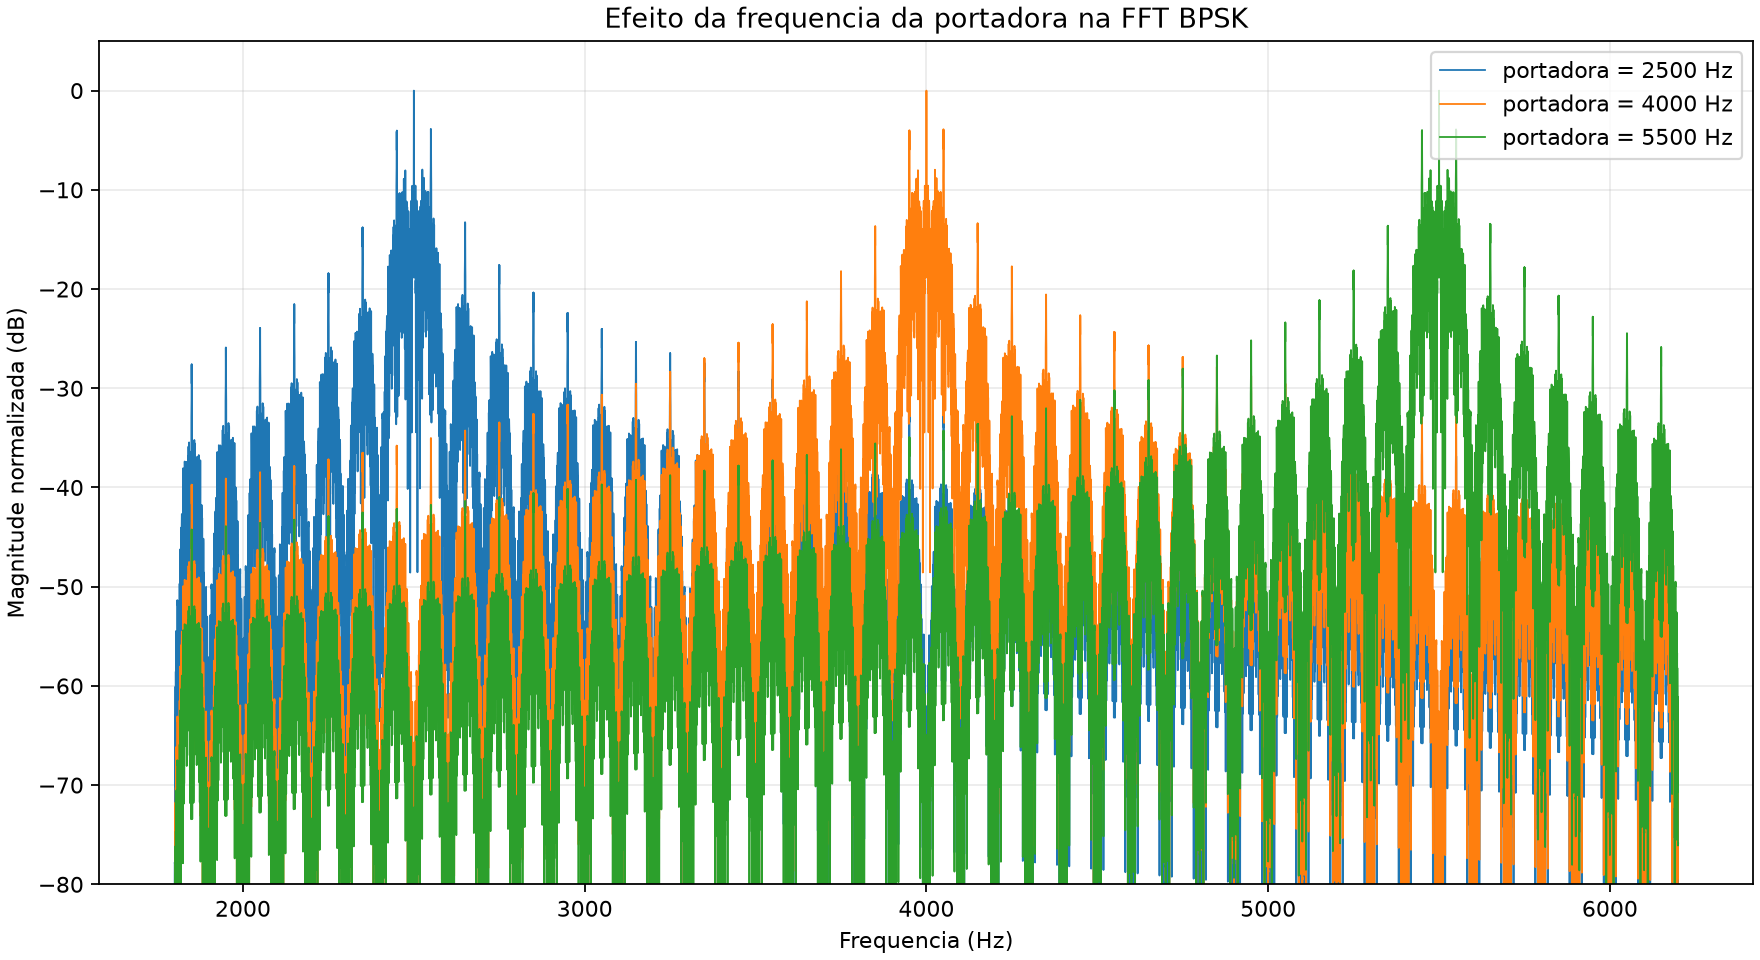 Efeito da frequencia da portadora na FFT BPSK
portadora = 2500 Hz
portadora = 4000 Hz
portadora = 5500 Hz
Magnitude normalizada (dB)
0
−10
−20
−30
−40
−50
−60
−70
−80
2000
3000
4000
5000
6000
Frequencia (Hz)